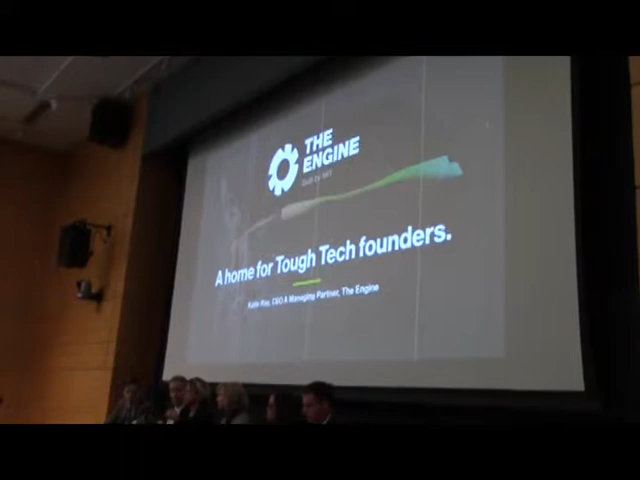 THE
ENGINE
Built by MIT
A home for Tough Tech founders.
Katie Rae, CEO & Managing Partner, The Engine